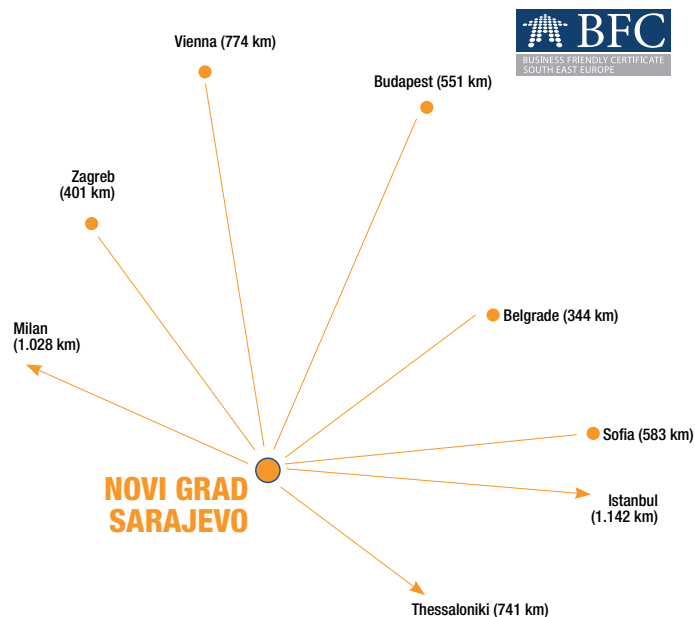 BFC
BUSINESS FRIENDLY CERTIFICATE
SOUTH EAST EUROPE
Vienna (774 km)
Budapest (551 km)
Zagreb
(401 km)
Belgrade (344 km)
Milan
(1.028 km)
Sofia (583 km)
NOVI GRAD
SARAJEVO
Istanbul
(1.142 km)
Thessaloniki (741 km)